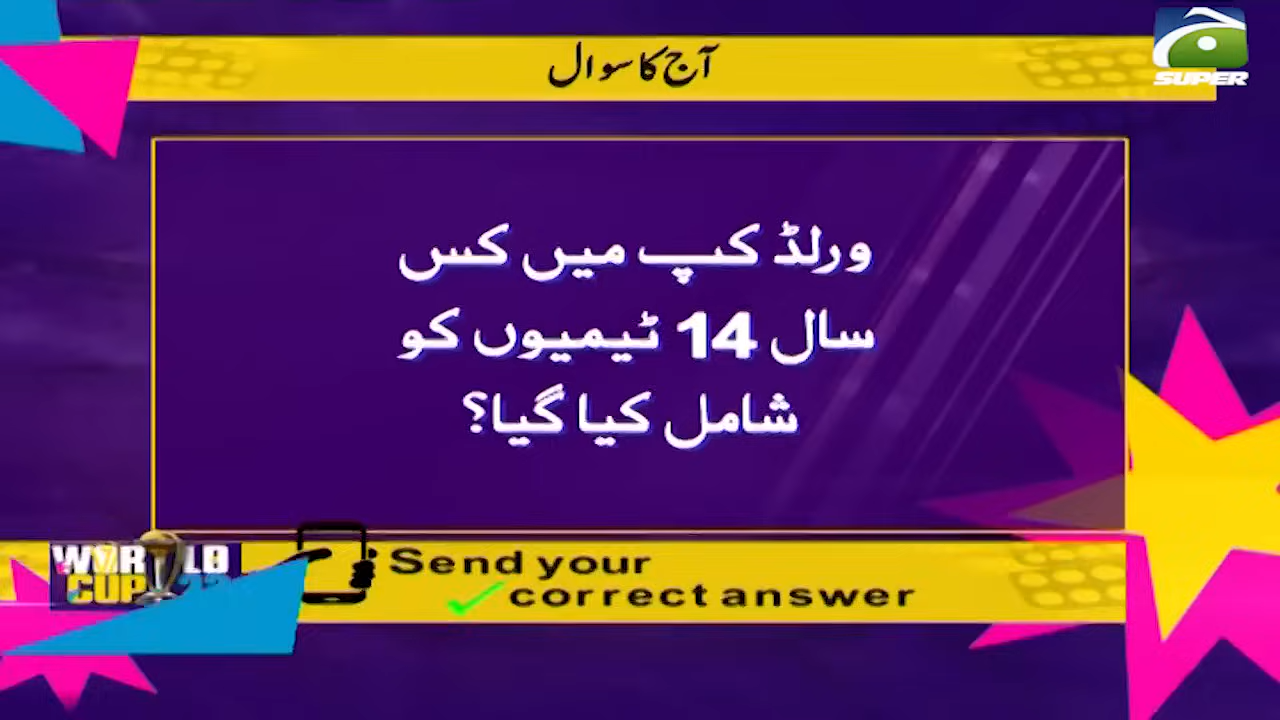 آج کا سوال
SUPER
ورلڈ کپ میں کس
سال 14 ٹیمیوں کو
شامل کیا گیا؟
WORLD
CUP
Send your
correct answer